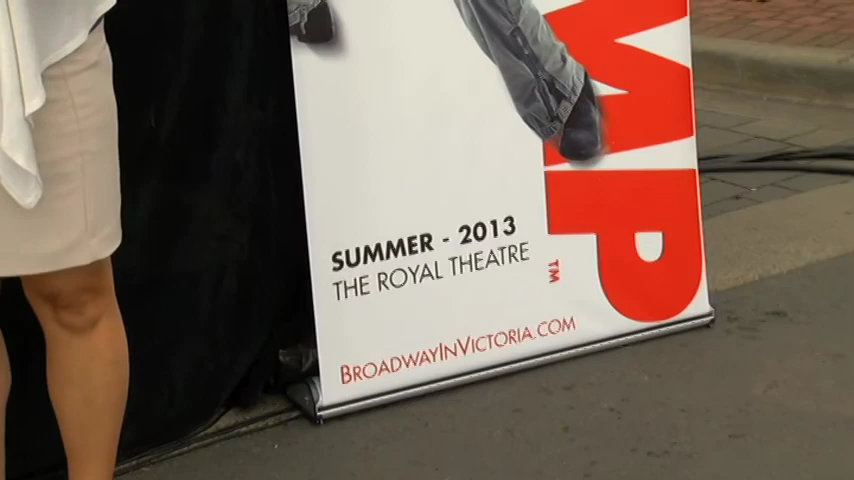 MP
TM
SUMMER - 2013
THE ROYAL THEATRE
BROADWAYINVICTORIA.COM